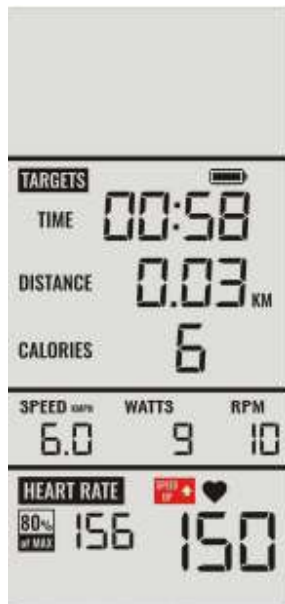 TARGETS
TIME 00:58
DISTANCE 0.03 KM
CALORIES 6
SPEED KMPH WATTS RPM
6.0 9 10
HEART RATE SPEED UP
80% of MAX 156 150